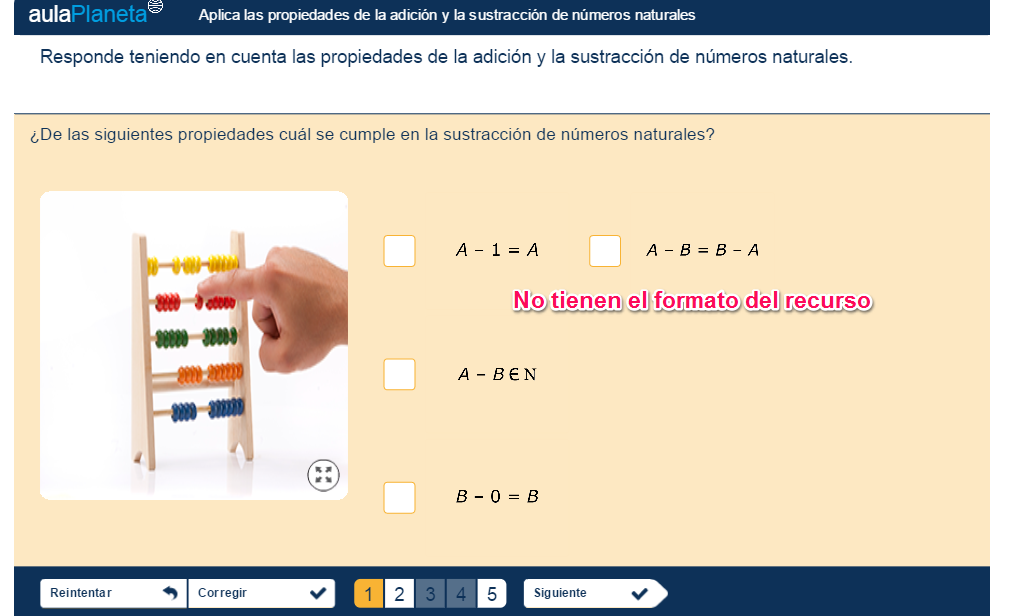 aulaPlaneta Aplica las propiedades de la adición y la sustracción de números naturales
Responde teniendo en cuenta las propiedades de la adición y la sustracción de números naturales.
¿De las siguientes propiedades cuál se cumple en la sustracción de números naturales?
A – 1 = A A – B = B – A
No tienen el formato del recurso
A – B ∈ N
B – 0 = B
Reintentar Corregir 1 2 3 4 5 Siguiente